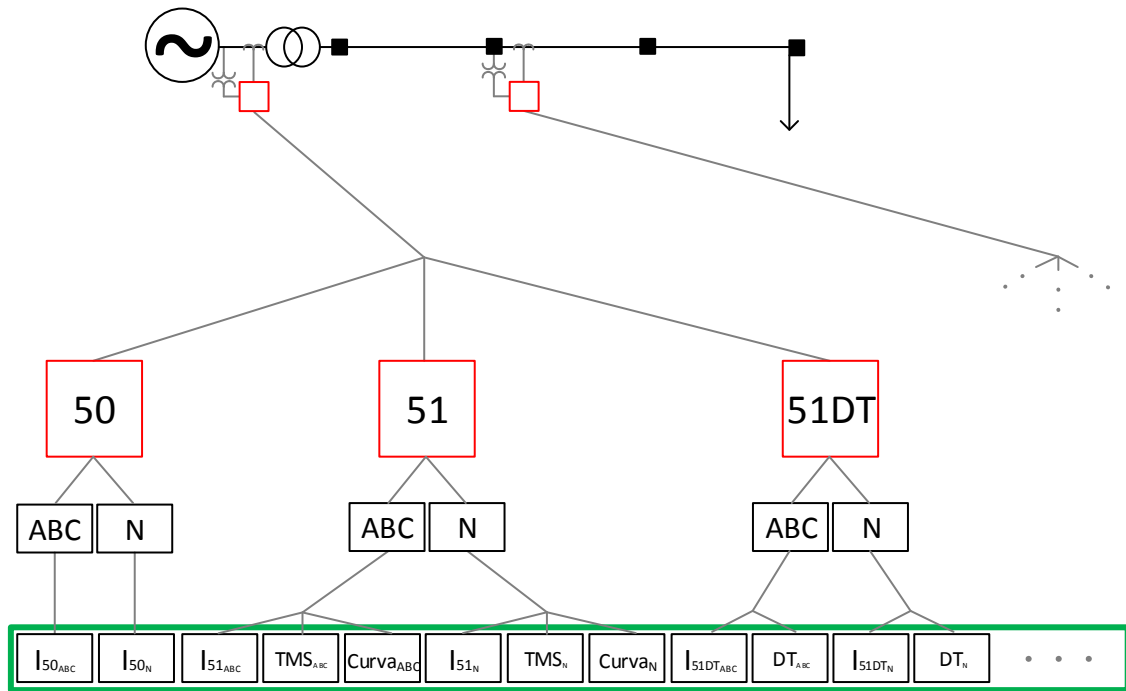 50 51 51DT
ABC N ABC N ABC N
I50ABC I50N I51ABC TMSABC CurvaABC I51N TMSN CurvaN I51DTABC DTABC I51DTN DTN . . .